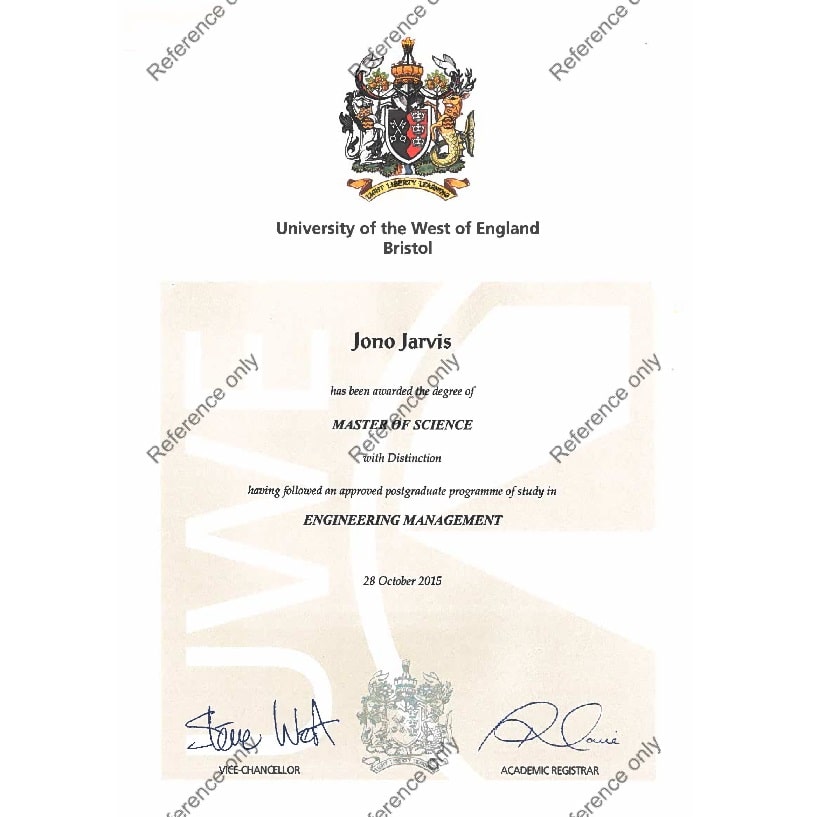 Reference only
Reference only
Reference only
LIGHT LIBERTY LEARNING
University of the West of England
Bristol
UWE
Jono Jarvis
has been awarded the degree of
MASTER OF SCIENCE
with Distinction
having followed an approved postgraduate programme of study in
ENGINEERING MANAGEMENT
Reference only
Reference only
Reference only
28 October 2015
Steve West
LIGHT LIBERTY LEARNING
VICE-CHANCELLOR
ACADEMIC REGISTRAR
Reference only
Reference only
Reference only